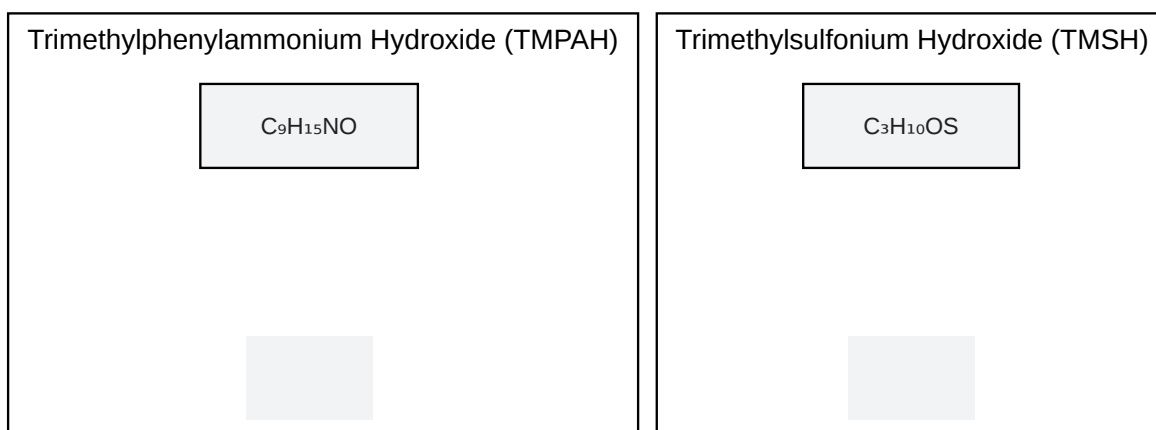 Trimethylphenylammonium Hydroxide (TMPAH)
C₉H₁₅NO
Trimethylsulfonium Hydroxide (TMSH)
C₃H₁₀OS